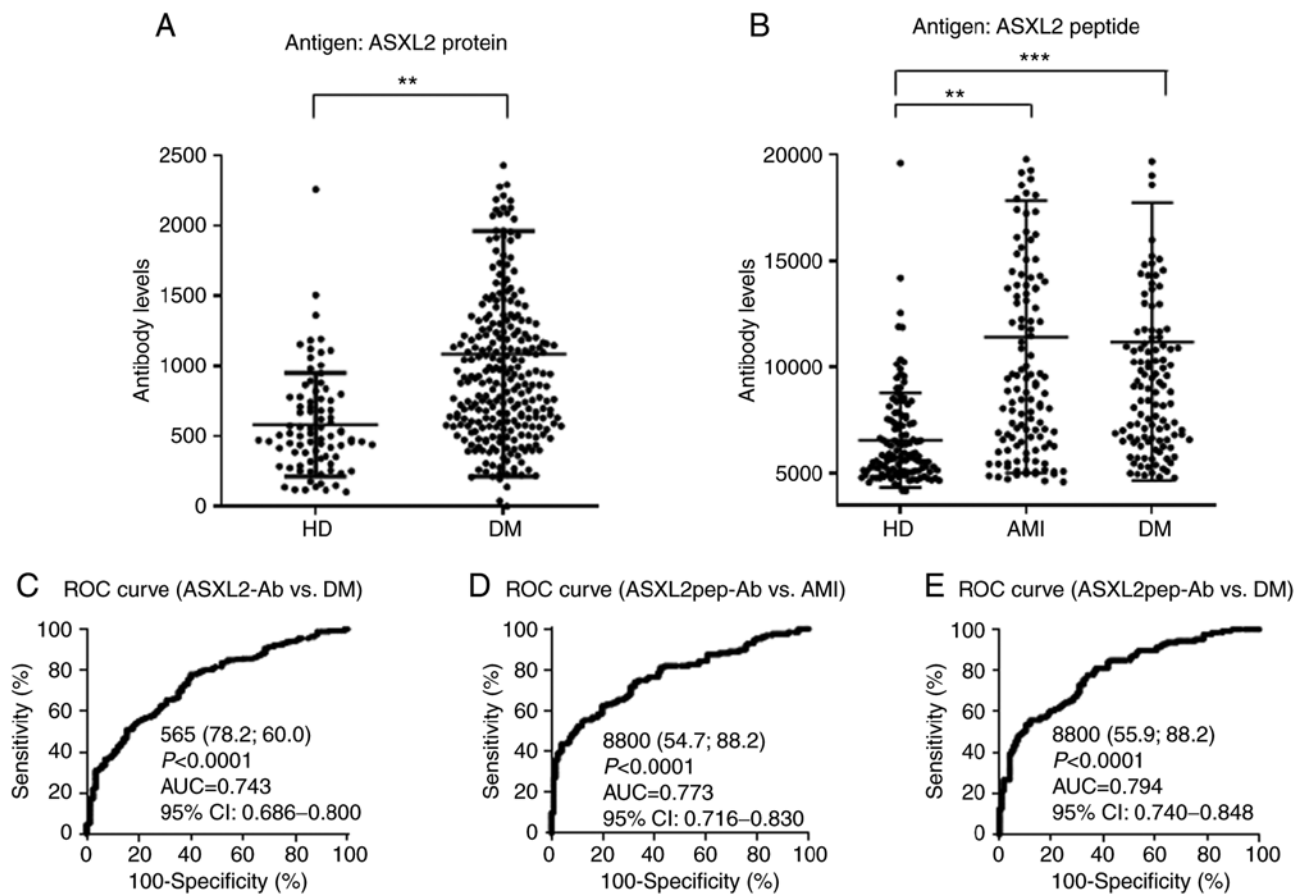 A
Antigen: ASXL2 protein
**
2500
2000
1500
1000
500
0
Antibody levels
HD DM
B
Antigen: ASXL2 peptide
***
**
20000
15000
10000
5000
Antibody levels
HD AMI DM
C ROC curve (ASXL2-Ab vs. DM)
100
80
60
40
20
0
Sensitivity (%)
565 (78.2; 60.0)
P<0.0001
AUC=0.743
95% CI: 0.686–0.800
0 20 40 60 80 100
100-Specificity (%)
D ROC curve (ASXL2pep-Ab vs. AMI)
100
80
60
40
20
0
Sensitivity (%)
8800 (54.7; 88.2)
P<0.0001
AUC=0.773
95% CI: 0.716–0.830
0 20 40 60 80 100
100-Specificity (%)
E ROC curve (ASXL2pep-Ab vs. DM)
100
80
60
40
20
0
Sensitivity (%)
8800 (55.9; 88.2)
P<0.0001
AUC=0.794
95% CI: 0.740–0.848
0 20 40 60 80 100
100-Specificity (%)